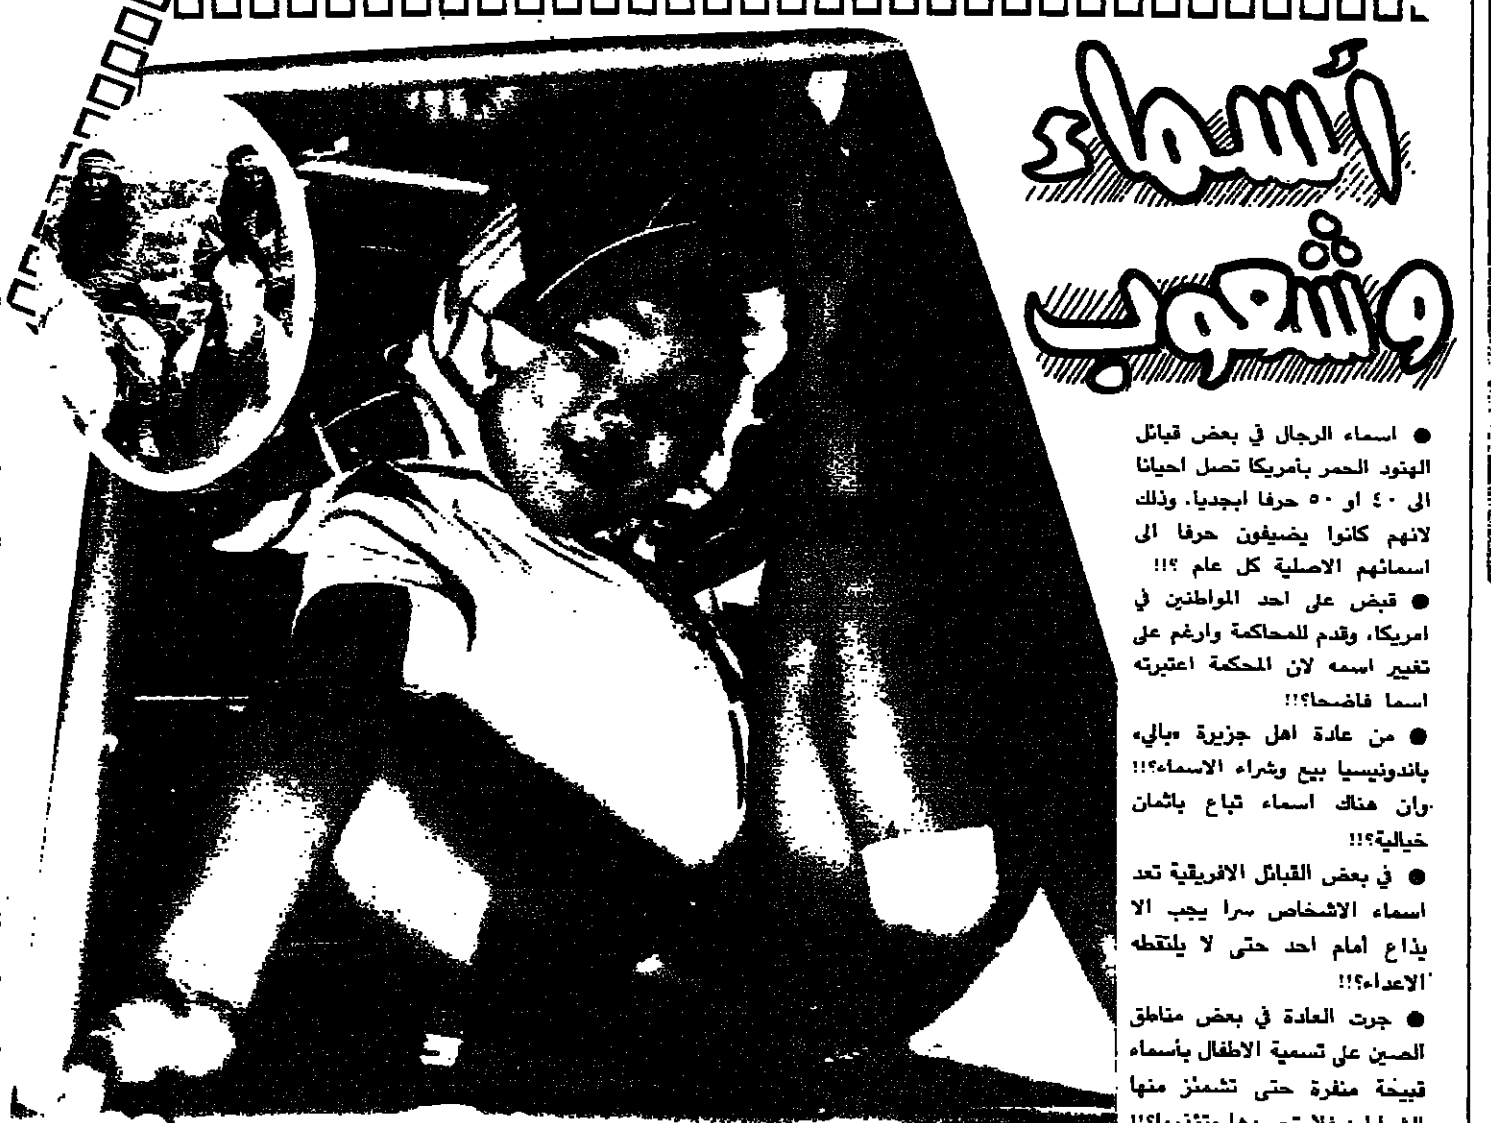 أسماء
وشعوب
● اسماء الرجال في بعض قبائل
الهنود الحمر بأمريكا تصل احيانا
الى ٤٠ او ٥٠ حرفا ابجديا، وذلك
لانهم كانوا يضيفون حرفا الى
اسمائهم الاصلية كل عام ؟!!
● قبض على احد المواطنين في
امريكا، وقدم للمحاكمة وارغم على
تغيير اسمه لان المحكمة اعتبرته
اسما فاضحا؟!!
● من عادة اهل جزيرة «بالي»
باندونيسيا بيع وشراء الاسماء؟!!
وان هناك اسماء تباع باثمان
خيالية؟!!
● في بعض القبائل الافريقية تعد
اسماء الاشخاص سرا يجب الا
يذاع أمام احد حتى لا يلتقطه
الاعداء؟!!
● جرت العادة في بعض مناطق
الصين على تسمية الاطفال بأسماء
قبيحة منفرة حتى تشمئز منها